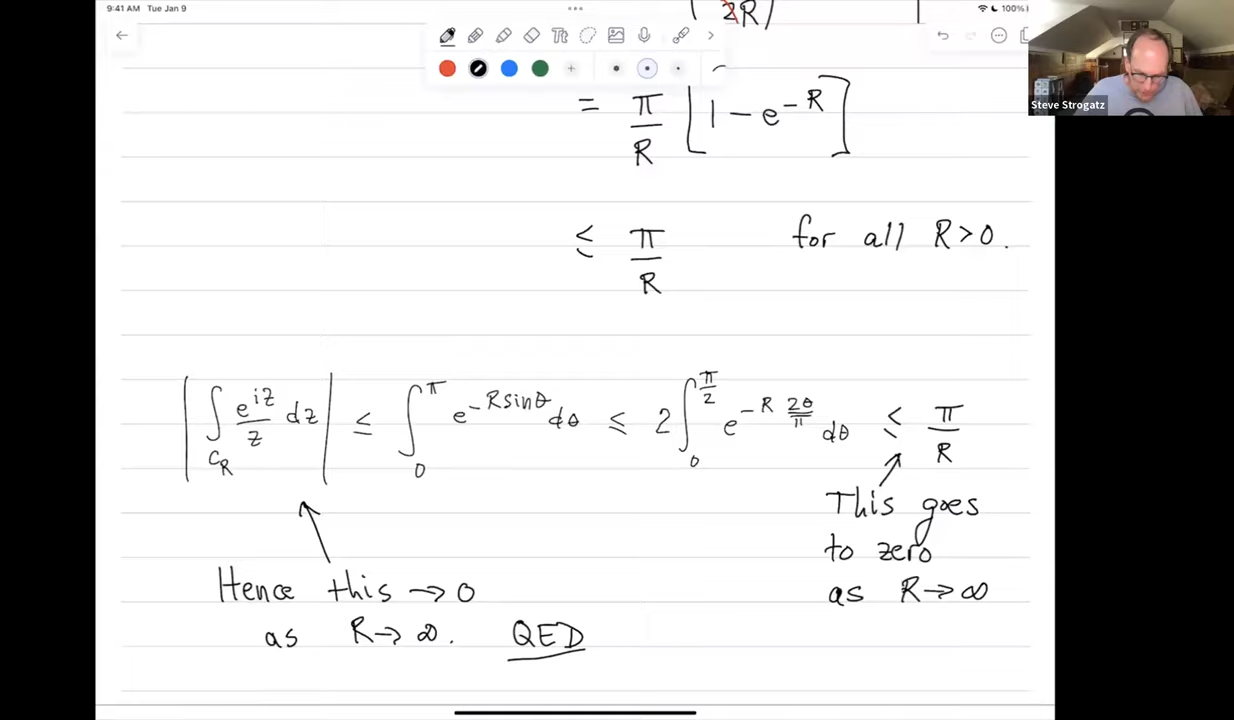 9:41 AM Tue Jan 9
100%
2R
= π/R [1 − e^{−R}]
Steve Strogatz
≤ π/R for all R > 0.
|∫_{C_R} e^{iz}/z dz| ≤ ∫_0^π e^{−R sinθ} dθ ≤ 2 ∫_0^{π/2} e^{−R 2θ/π} dθ ≤ π/R
This goes
to zero
as R → ∞
Hence this → 0
as R → ∞. QED